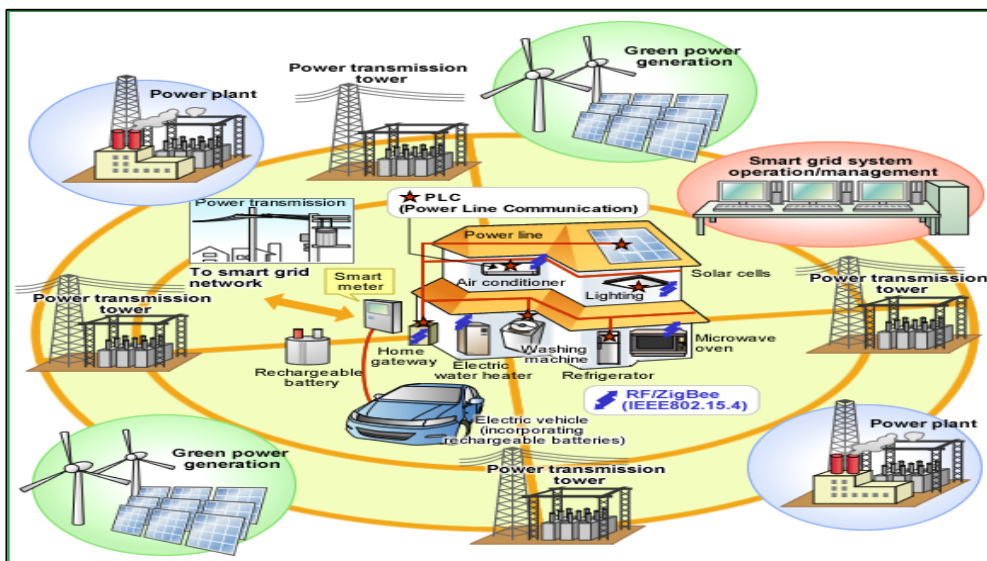 Green power
generation
Power transmission
tower
Power plant
Smart grid system
operation/management
PLC
(Power Line Communication)
Power transmission
Power line
To smart grid
network
Smart
meter
Air conditioner
Solar cells
Lighting
Power transmission
tower
Power transmission
tower
Home
gateway
Electric
water heater
Washing
machine
Refrigerator
Microwave
oven
Rechargeable
battery
RF/ZigBee
(IEEE802.15.4)
Electric vehicle
(incorporating
rechargeable batteries)
Power plant
Green power
generation
Power transmission
tower